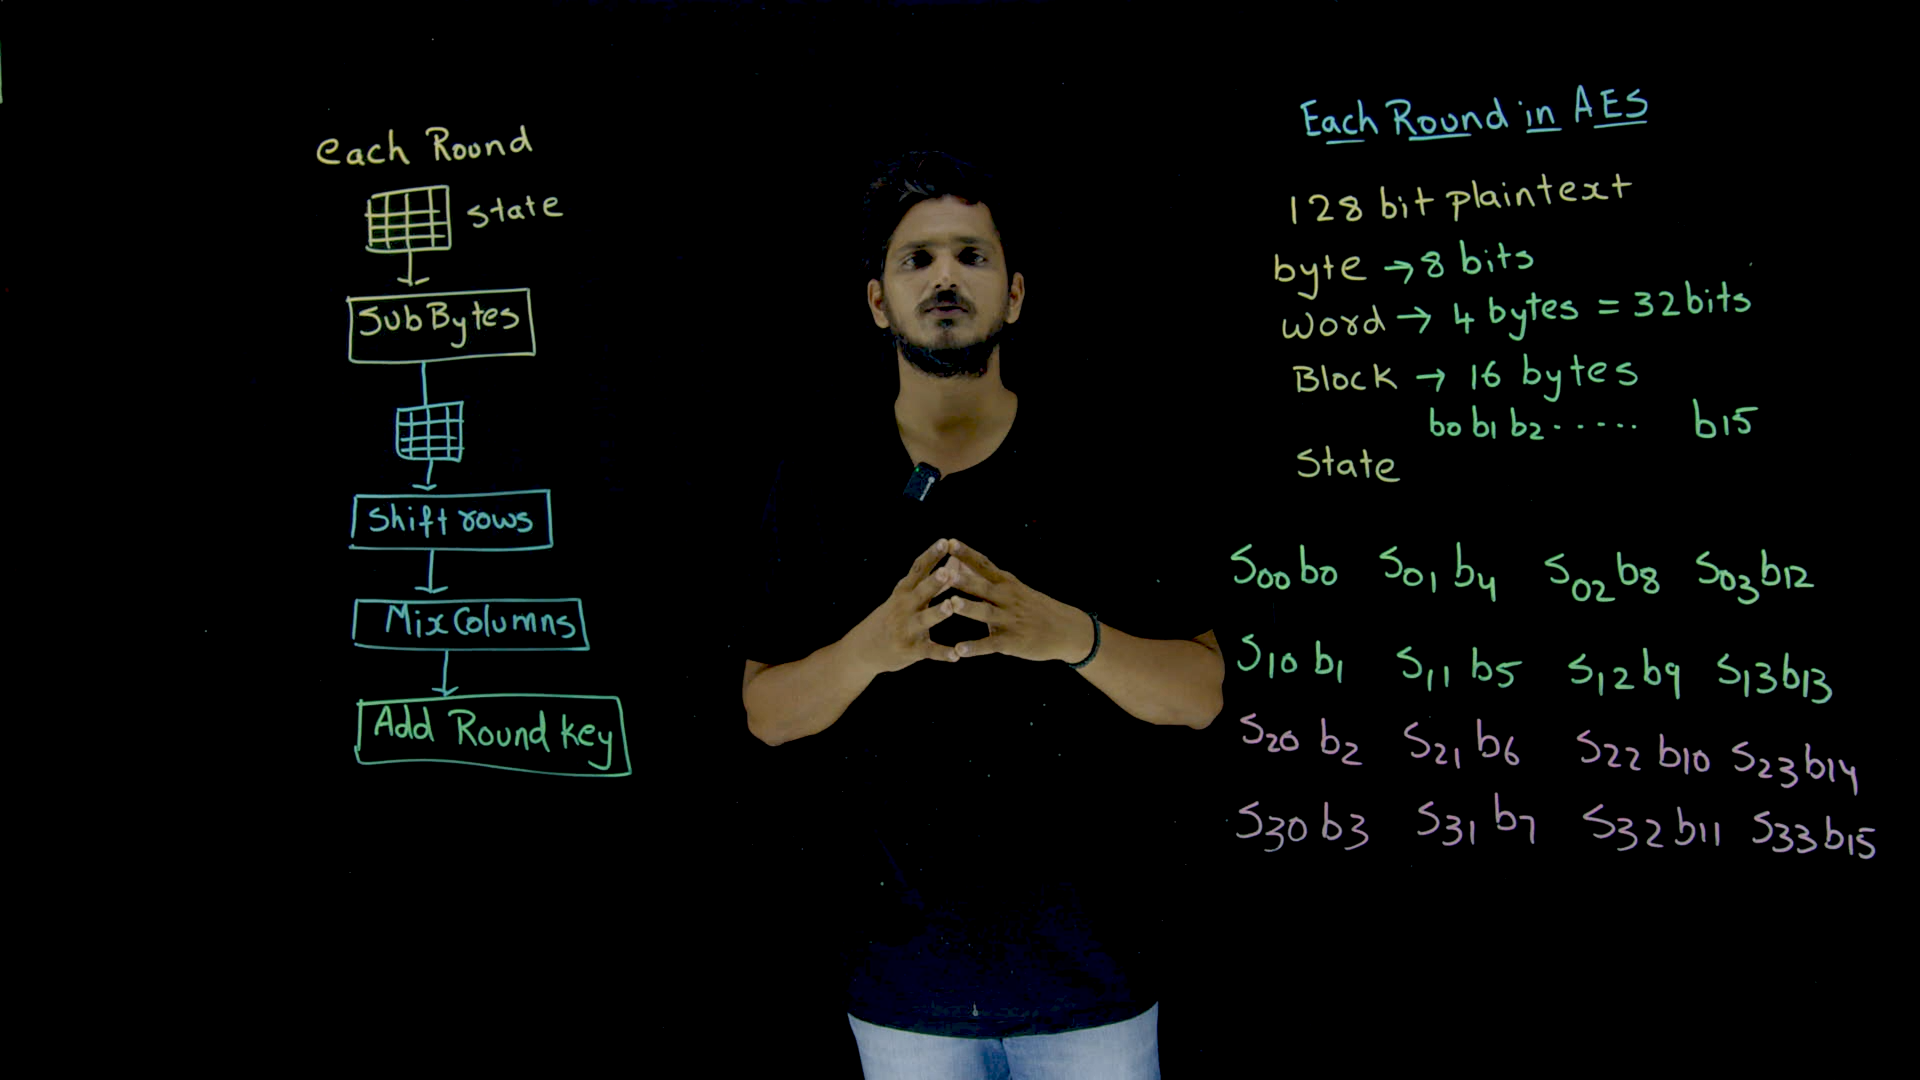 each Round
state
SubBytes
Shift rows
MixColumns
Add Round key
Each Round in AES
128 bit plaintext
byte → 8 bits
word → 4 bytes = 32bits
Block → 16 bytes
b0 b1 b2 ..... b15
State
S00 b0 S01 b4 S02 b8 S03 b12
S10 b1 S11 b5 S12 b9 S13 b13
S20 b2 S21 b6 S22 b10 S23 b14
S30 b3 S31 b7 S32 b11 S33 b15